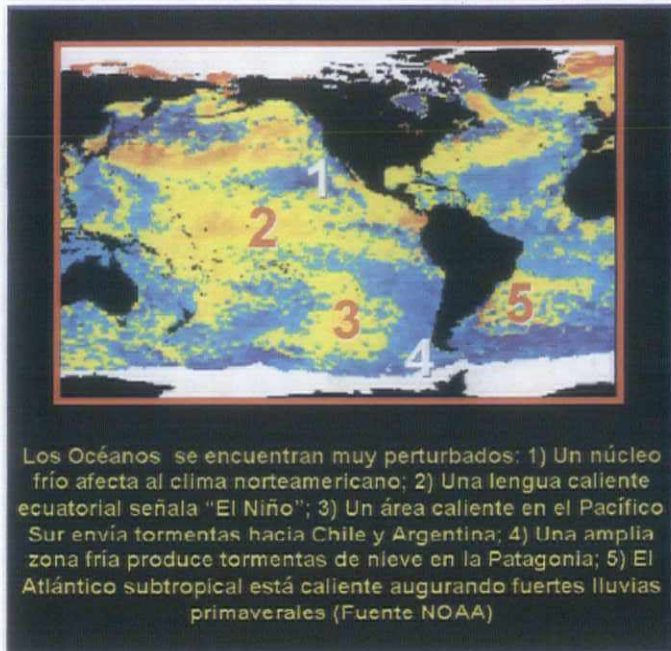 1
2
3
4
5
Los Océanos se encuentran muy perturbados: 1) Un núcleo
frío afecta al clima norteamericano; 2) Una lengua caliente
ecuatorial señala "El Niño"; 3) Un área caliente en el Pacífico
Sur envía tormentas hacia Chile y Argentina; 4) Una amplia
zona fría produce tormentas de nieve en la Patagonia; 5) El
Atlántico subtropical está caliente augurando fuertes lluvias
primaverales (Fuente NOAA)